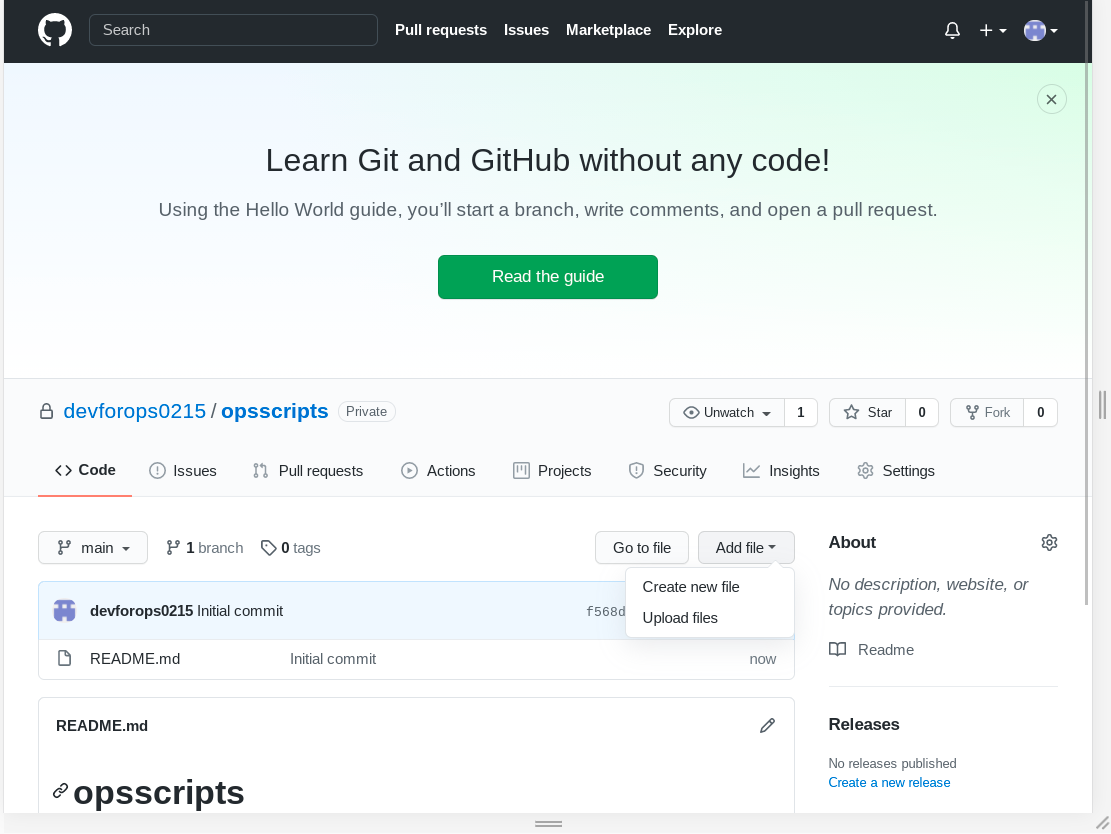 Search Pull requests Issues Marketplace Explore
Learn Git and GitHub without any code!
Using the Hello World guide, you’ll start a branch, write comments, and open a pull request.
Read the guide
devforops0215 / opsscripts Private Unwatch 1 Star 0 Fork 0
Code Issues Pull requests Actions Projects Security Insights Settings
main 1 branch 0 tags Go to file Add file
Create new file
Upload files
devforops0215 Initial commit f568d
README.md Initial commit now
README.md
opsscripts
About
No description, website, or
topics provided.
Readme
Releases
No releases published
Create a new release